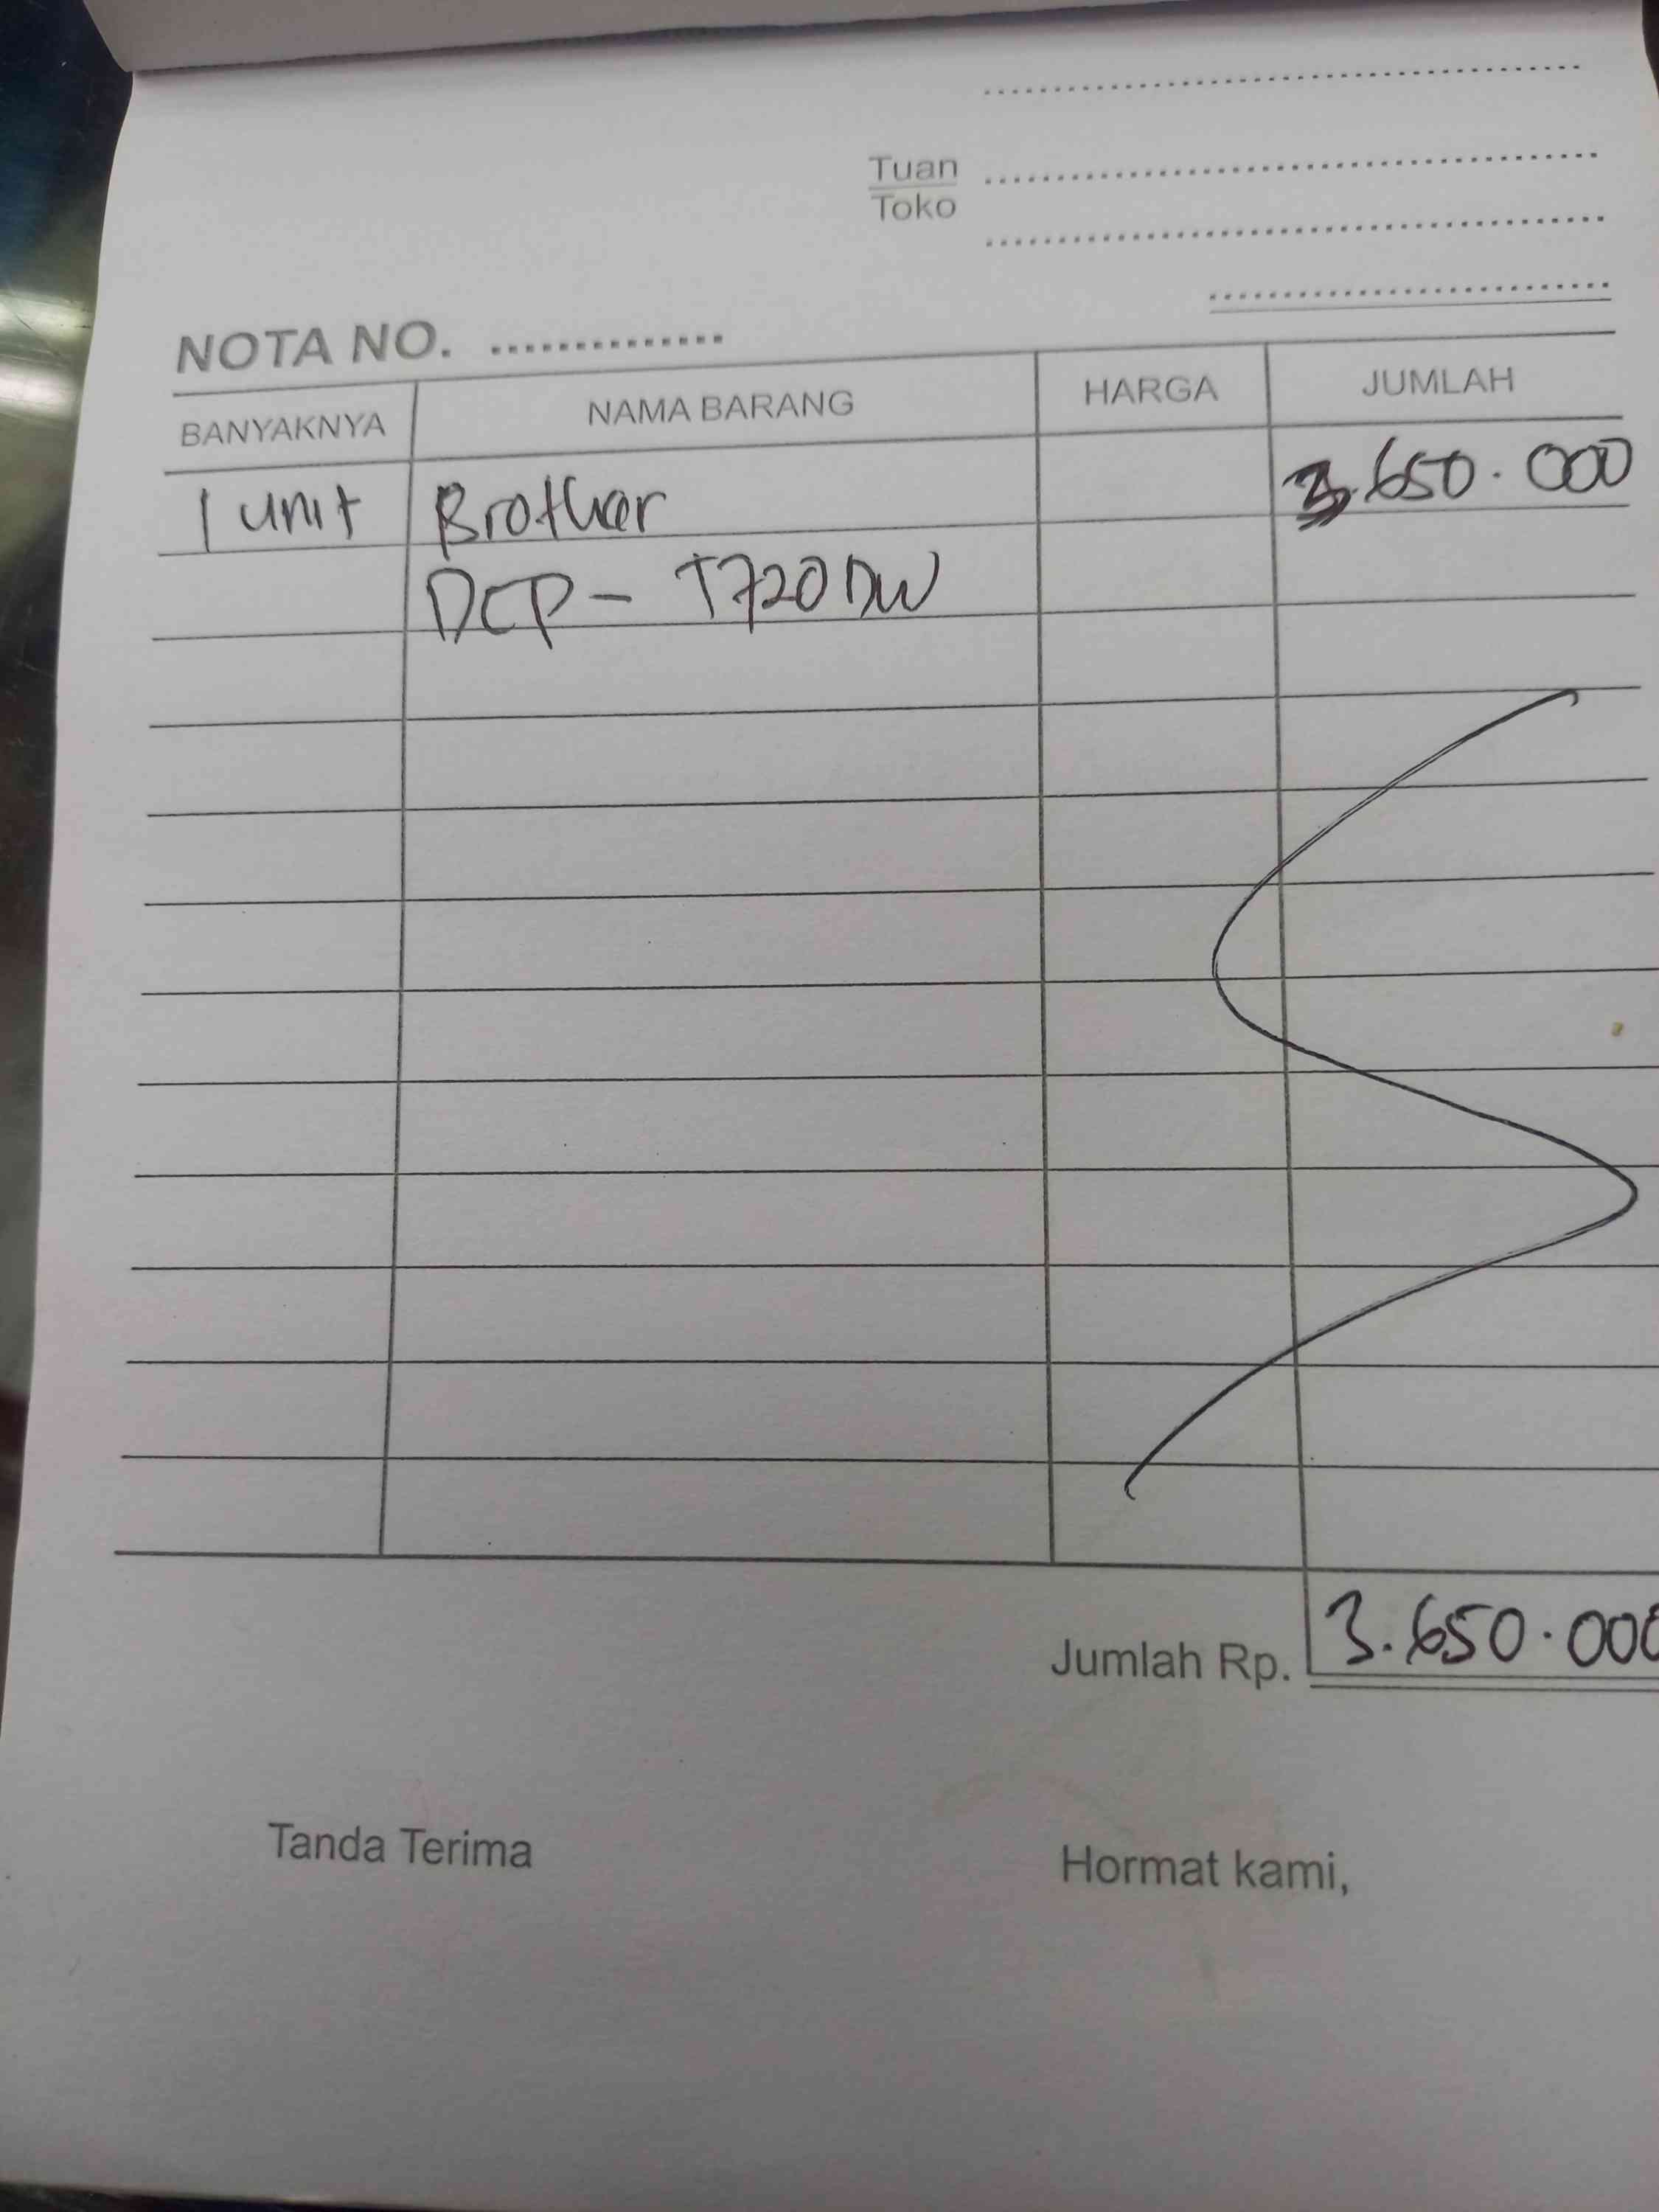 Tuan
Toko
NOTA NO. ..............
BANYAKNYA NAMA BARANG HARGA JUMLAH
1 unit Brother 3.650.000
DCP - T720DW
Jumlah Rp. 3.650.000
Tanda Terima Hormat kami,